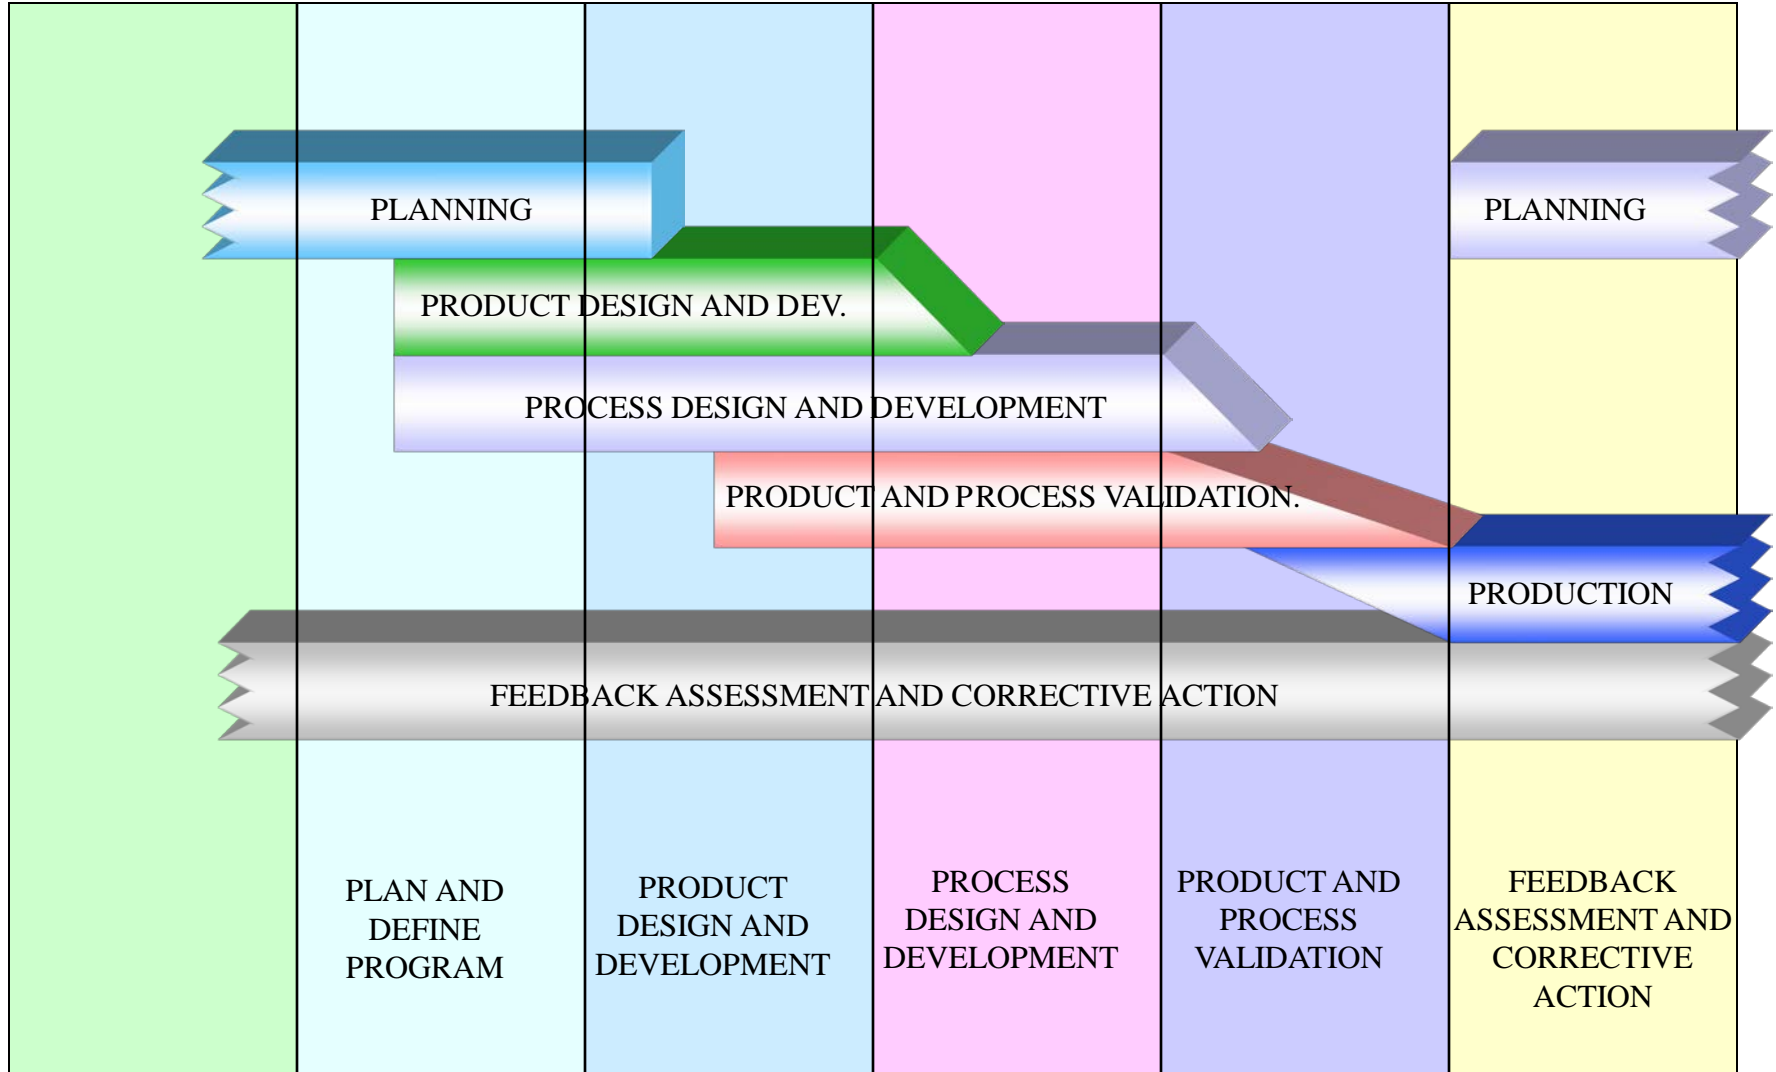 PLANNING
PLANNING
PRODUCT DESIGN AND DEV.
PROCESS DESIGN AND DEVELOPMENT
PRODUCT AND PROCESS VALIDATION.
PRODUCTION
FEEDBACK ASSESSMENT AND CORRECTIVE ACTION
PLAN AND
DEFINE
PROGRAM
PRODUCT
DESIGN AND
DEVELOPMENT
PROCESS
DESIGN AND
DEVELOPMENT
PRODUCT AND
PROCESS
VALIDATION
FEEDBACK
ASSESSMENT AND
CORRECTIVE
ACTION